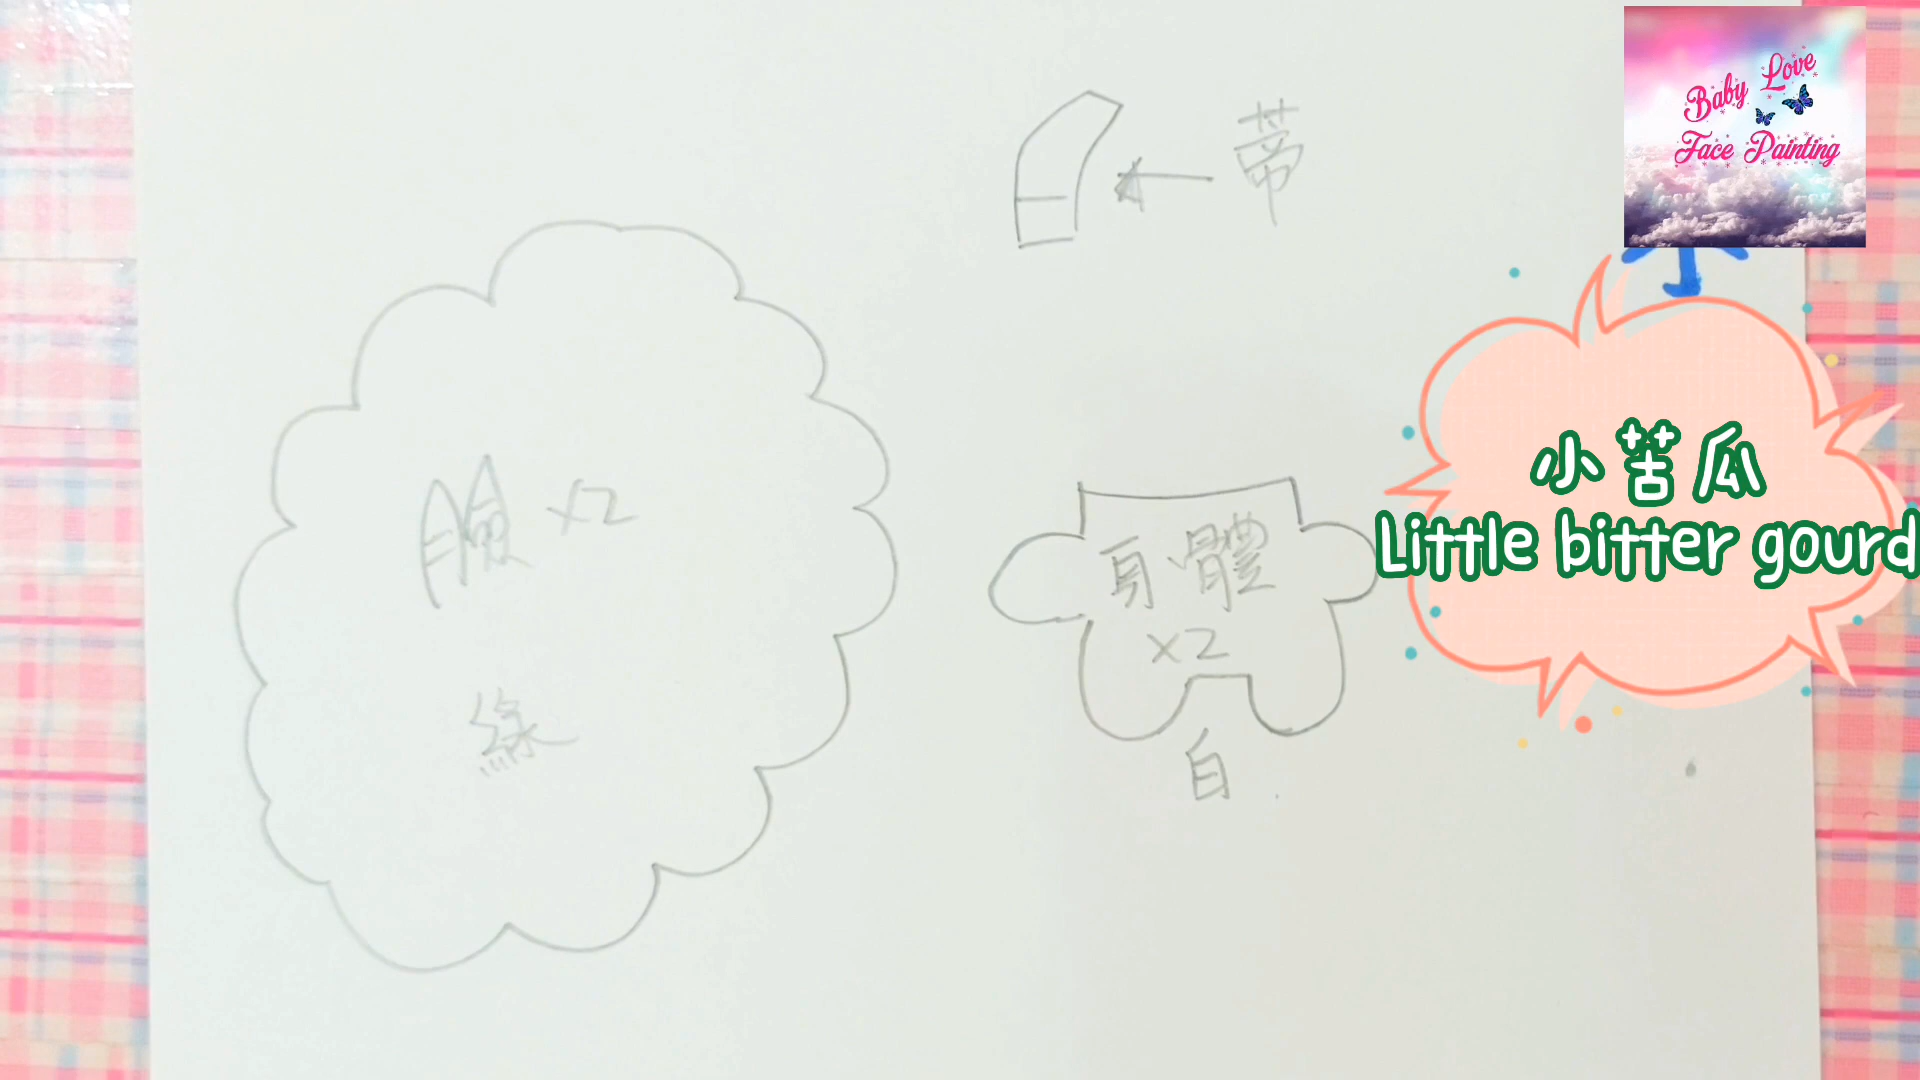 Baby Love
Face Painting
蒂
臉 x2
綠
身體
x2
白
小苦瓜
Little bitter gourd